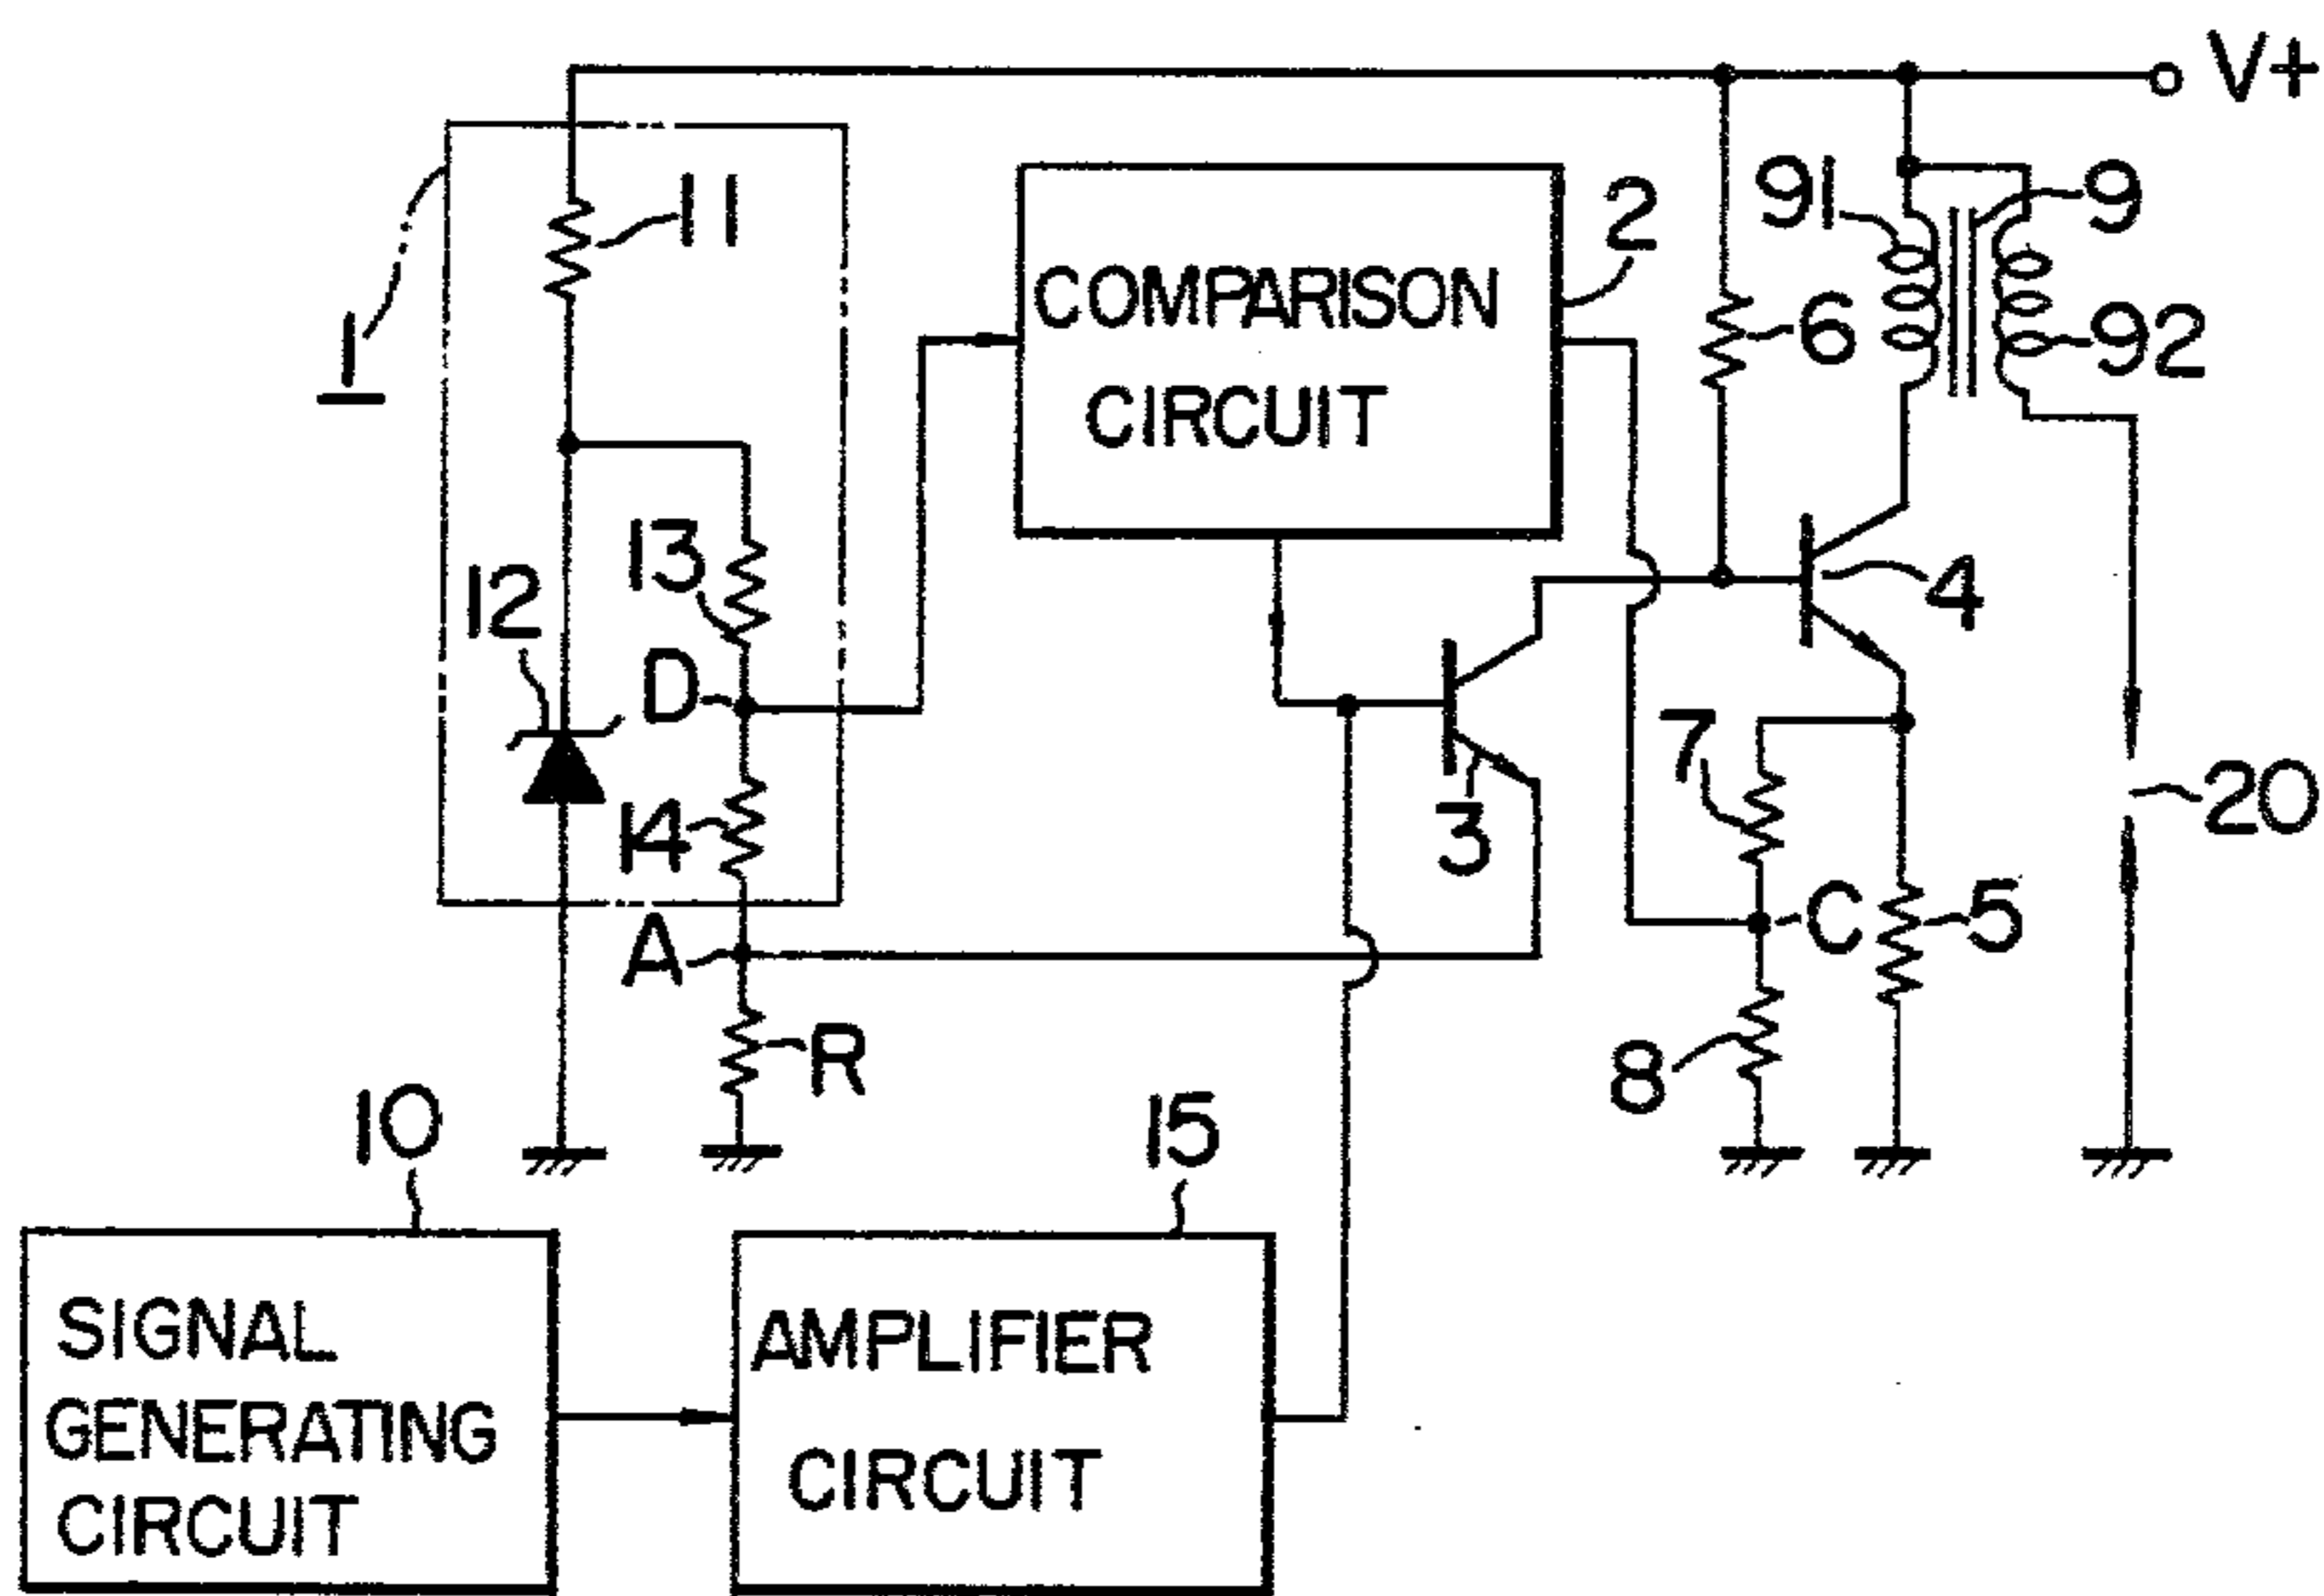 V+
11
91
9
2
COMPARISON
CIRCUIT
6
92
1
13
12
4
D
7
20
14
3
C
5
A
R
8
10
15
SIGNAL
GENERATING
CIRCUIT
AMPLIFIER
CIRCUIT